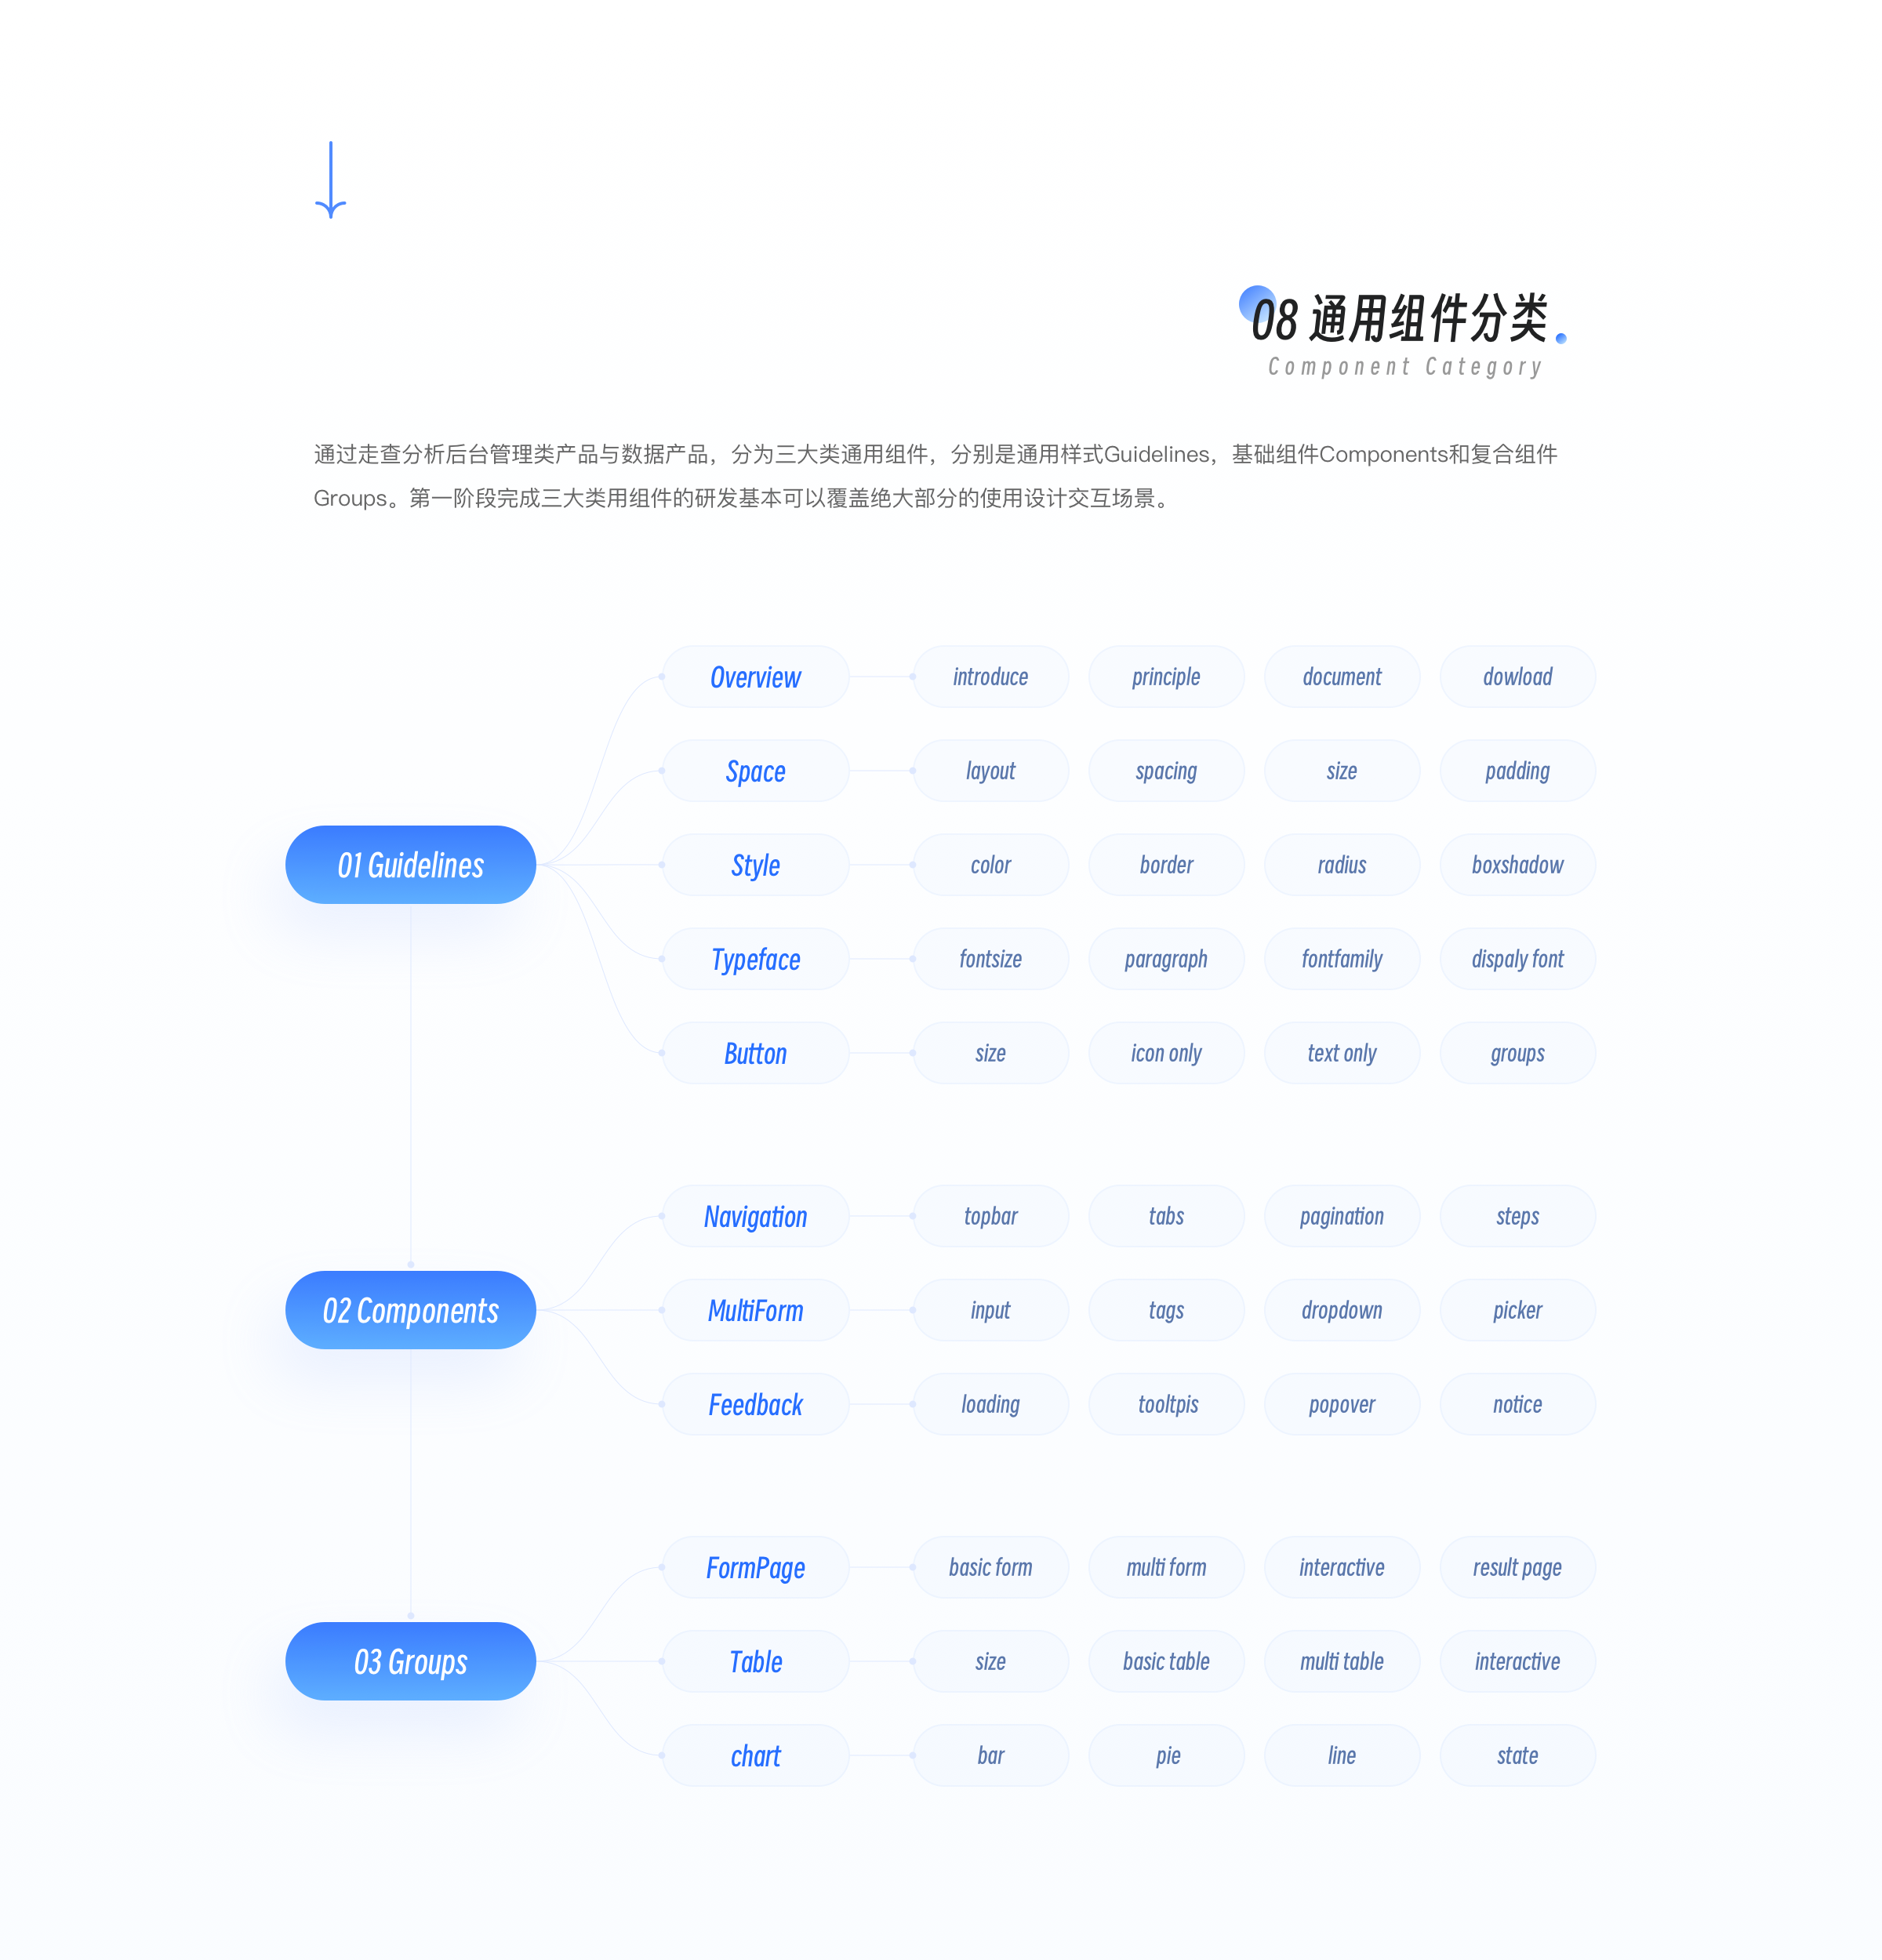 08 通用组件分类
Component Category
通过走查分析后台管理类产品与数据产品，分为三大类通用组件，分别是通用样式Guidelines，基础组件Components和复合组件
Groups。第一阶段完成三大类用组件的研发基本可以覆盖绝大部分的使用设计交互场景。
01 Guidelines
Overview introduce principle document dowload
Space layout spacing size padding
Style color border radius boxshadow
Typeface fontsize paragraph fontfamily dispaly font
Button size icon only text only groups
02 Components
Navigation topbar tabs pagination steps
MultiForm input tags dropdown picker
Feedback loading tooltpis popover notice
03 Groups
FormPage basic form multi form interactive result page
Table size basic table multi table interactive
chart bar pie line state